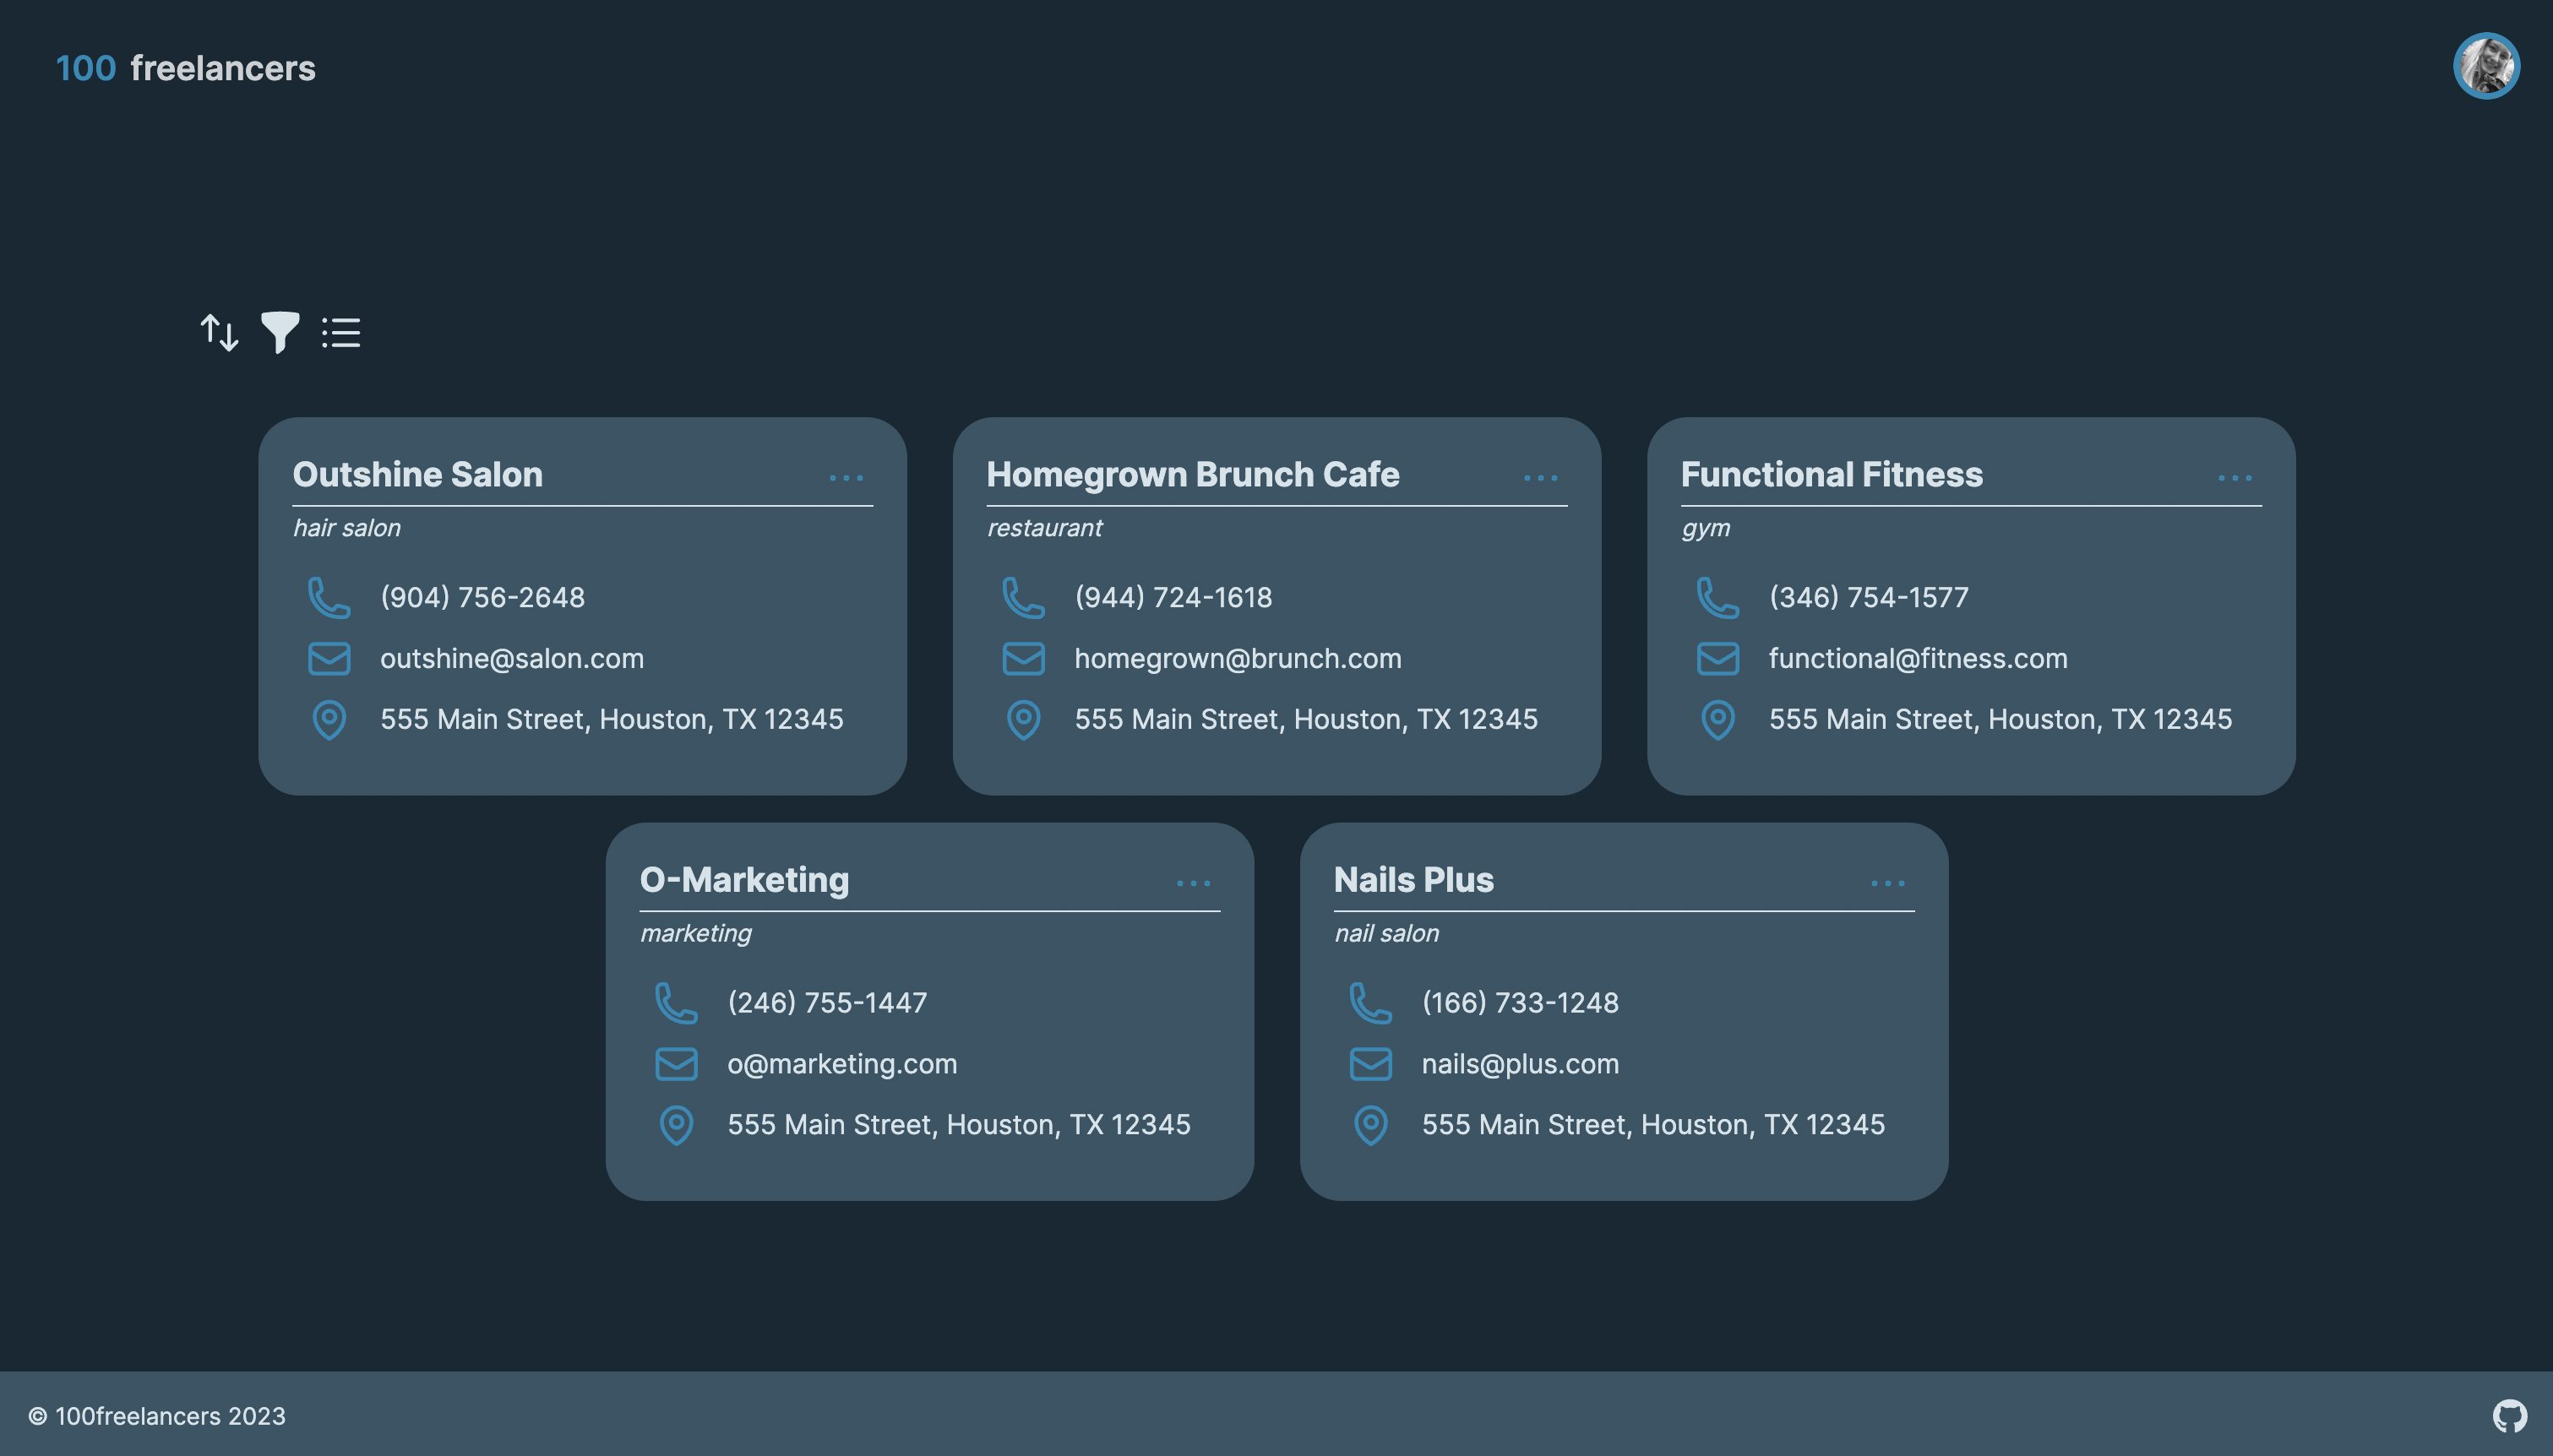 100 freelancers
Outshine Salon
hair salon
(904) 756-2648
outshine@salon.com
555 Main Street, Houston, TX 12345
Homegrown Brunch Cafe
restaurant
(944) 724-1618
homegrown@brunch.com
555 Main Street, Houston, TX 12345
Functional Fitness
gym
(346) 754-1577
functional@fitness.com
555 Main Street, Houston, TX 12345
O-Marketing
marketing
(246) 755-1447
o@marketing.com
555 Main Street, Houston, TX 12345
Nails Plus
nail salon
(166) 733-1248
nails@plus.com
555 Main Street, Houston, TX 12345
© 100freelancers 2023